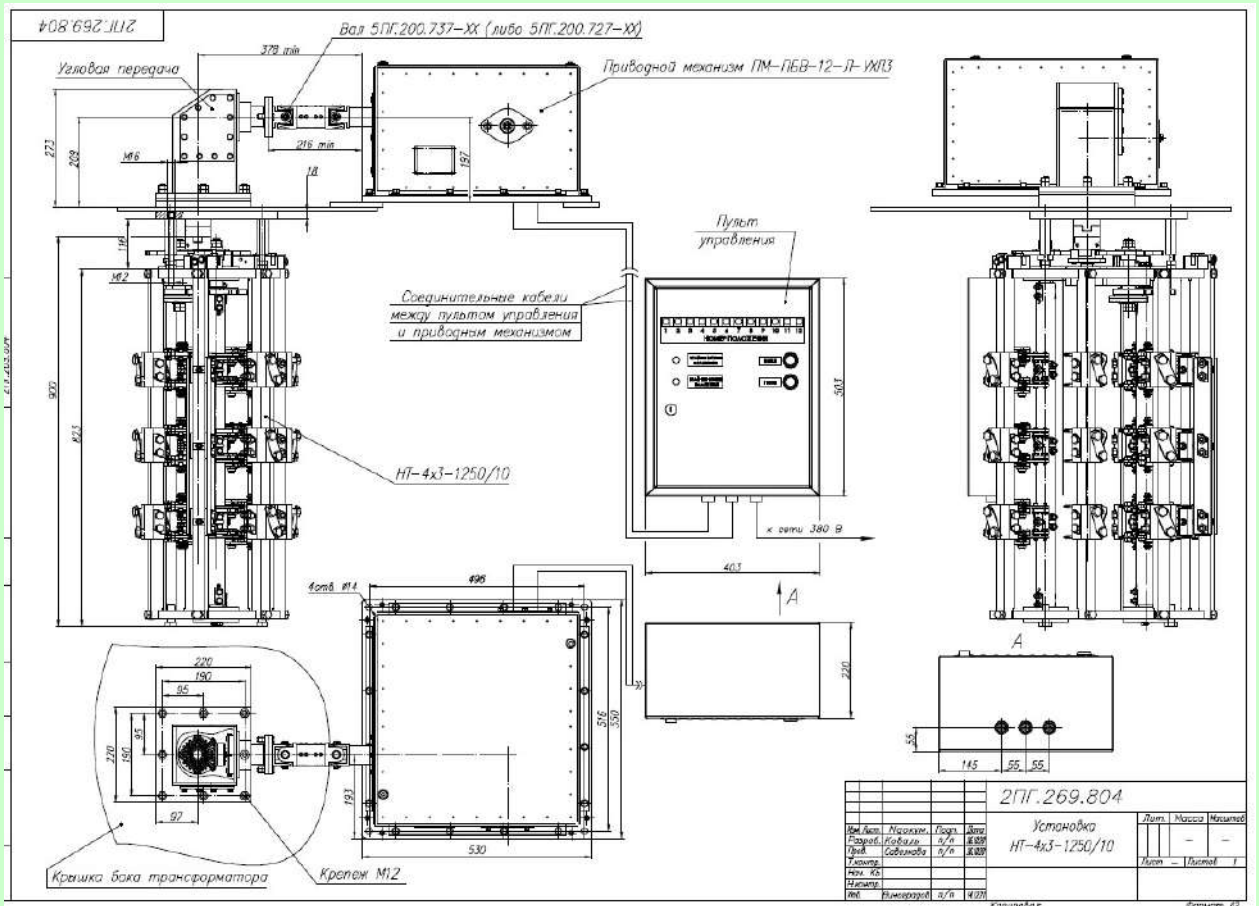 2ПГ.269.804
Вал 5ПГ.200.737-ХХ (либо 5ПГ.200.727-ХХ)
378 min
Угловая передача
Приводной механизм ПМ-ПБВ-12-Л-УХЛ3
273
209
М16
216 min
197
18
116
М12
900
823
Пульт
управления
Соединительные кабели
между пультом управления
и приводным механизмом
НОМЕР ПОЛОЖЕНИЯ
503
НТ-4х3-1250/10
к сети 380 В
403
А
496
4отв. Ø14
220
190
95
220
190
95
97
516
550
193
530
220
А
55
145
55
55
Крышка бака трансформатора
Крепеж М12
2ПГ.269.804
Установка
НТ-4х3-1250/10
Лит.
Масса
Масштаб
Лист
Листов 1
Изм.
Лист
№докум.
Подп.
Дата
Разраб.
Коваль
п/п
Пров.
п/п
Т.контр.
Нач. КБ
Н.контр.
Утв.
Виноградов
п/п
Копировал
Формат А3